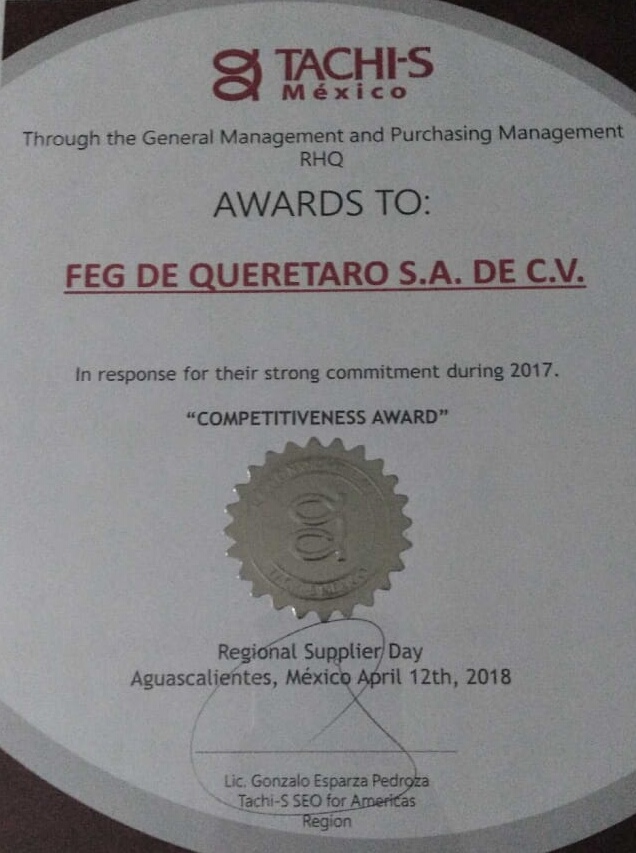 TACHI-S
México
Through the General Management and Purchasing Management
RHQ
AWARDS TO:
FEG DE QUERETARO S.A. DE C.V.
In response for their strong commitment during 2017.
“COMPETITIVENESS AWARD”
TACHI-S MEXICO
Regional Supplier Day
Aguascalientes, México April 12th, 2018
Lic. Gonzalo Esparza Pedroza
Tachi-S SEO for Americas
Region